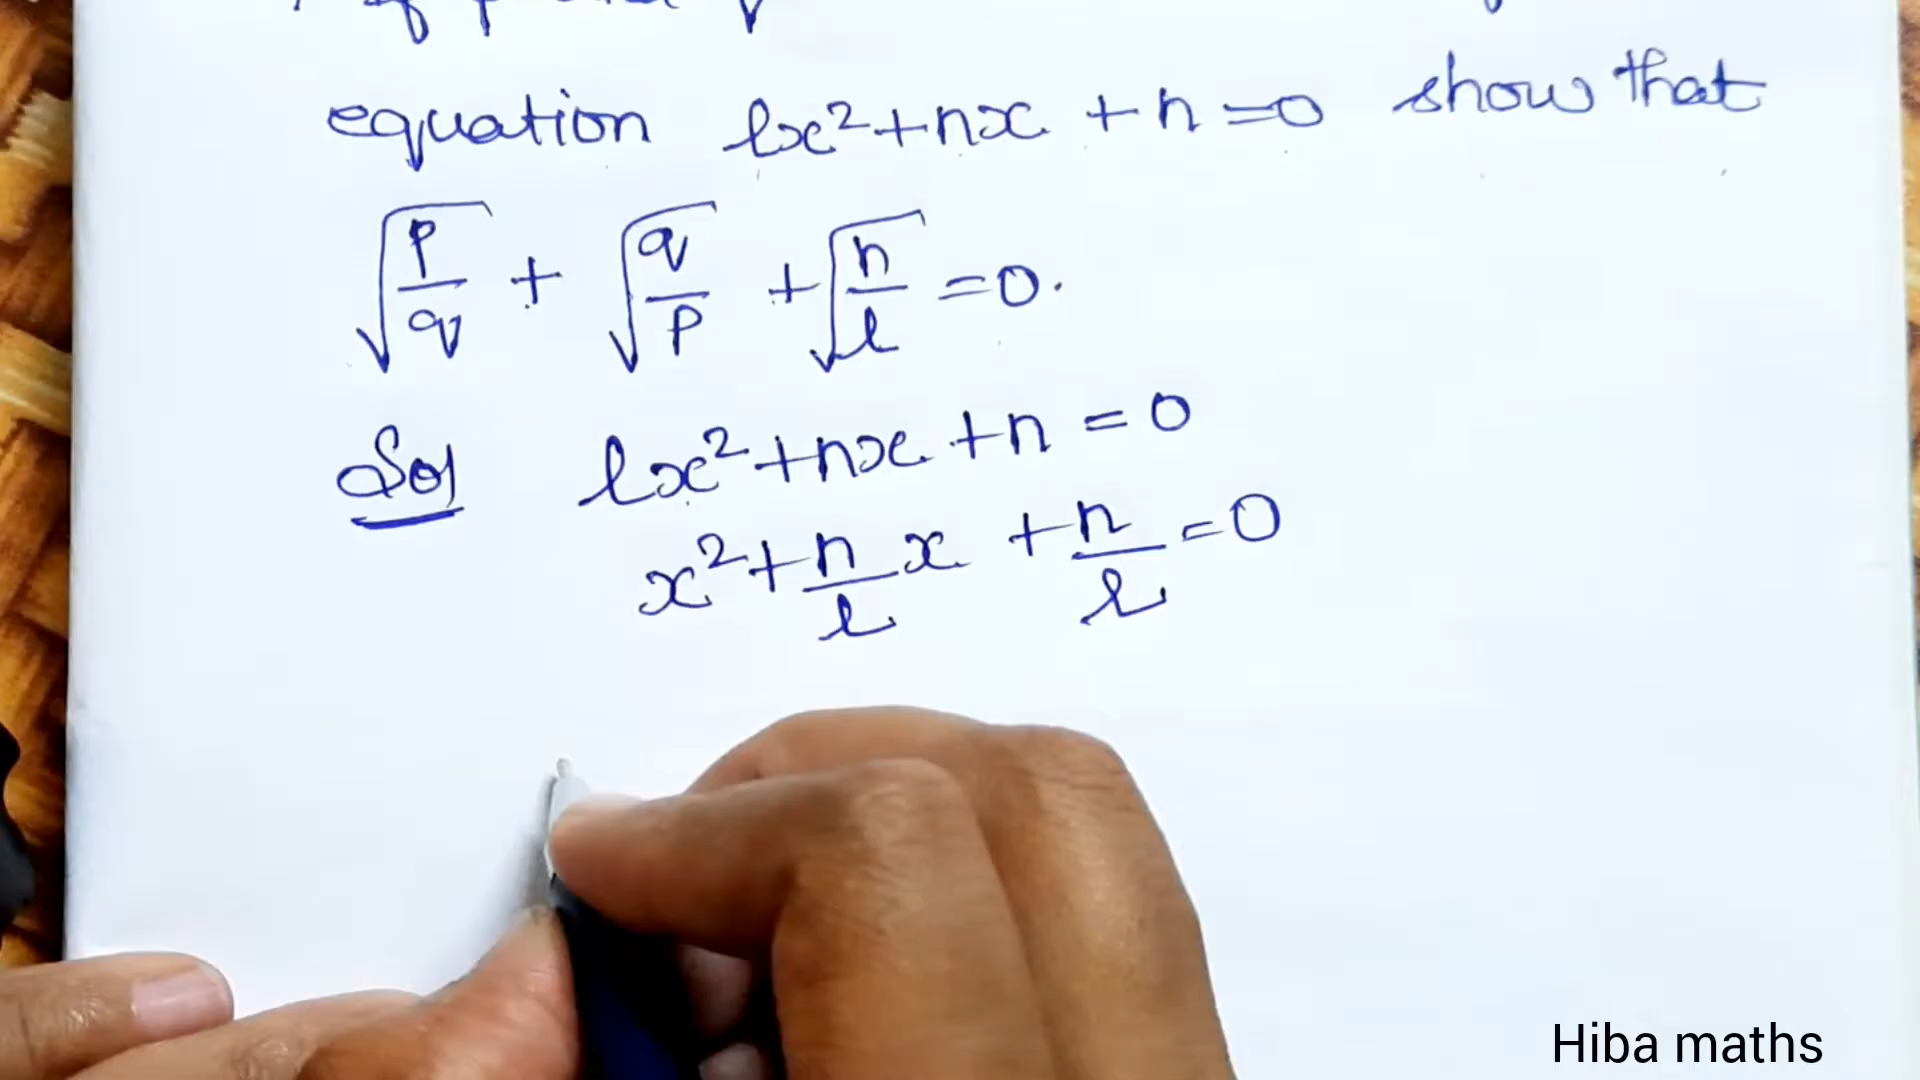 equation lx²+nx +n=0 show that
√(p/q) + √(q/p) + √(n/l) =0.
Sol lx²+nx +n = 0
x²+n/l x +n/l =0
Hiba maths